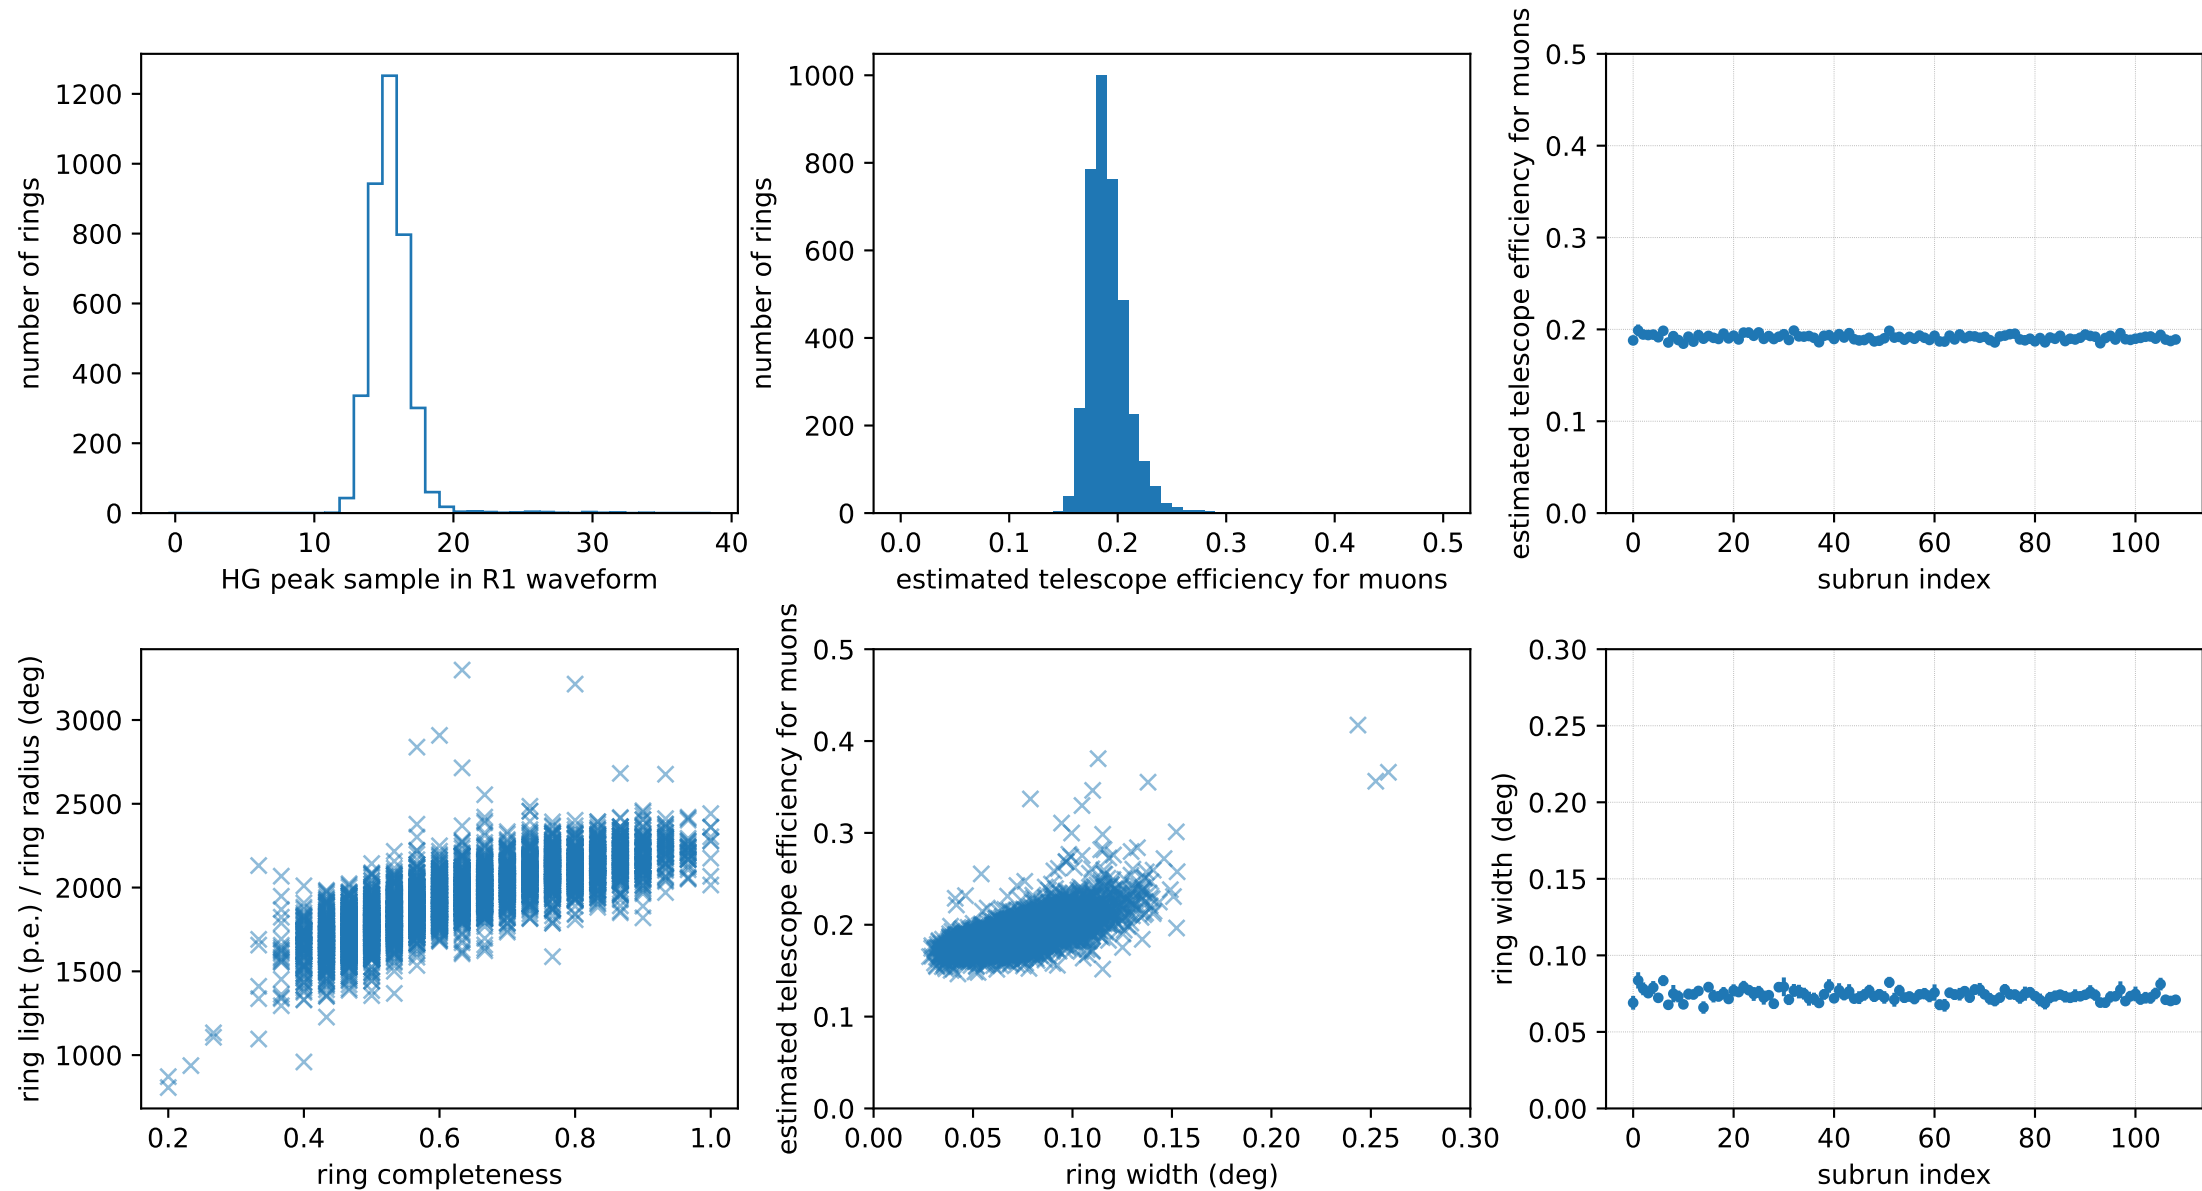 number of rings
1200
1000
800
600
400
200
0
0 10 20 30 40
HG peak sample in R1 waveform
number of rings
1000
800
600
400
200
0
0.0 0.1 0.2 0.3 0.4 0.5
estimated telescope efficiency for muons
estimated telescope efficiency for muons
0.5
0.4
0.3
0.2
0.1
0.0
0 20 40 60 80 100
subrun index
ring light (p.e.) / ring radius (deg)
3000
2500
2000
1500
1000
0.2 0.4 0.6 0.8 1.0
ring completeness
estimated telescope efficiency for muons
0.5
0.4
0.3
0.2
0.1
0.0
0.00 0.05 0.10 0.15 0.20 0.25 0.30
ring width (deg)
ring width (deg)
0.30
0.25
0.20
0.15
0.10
0.05
0.00
0 20 40 60 80 100
subrun index